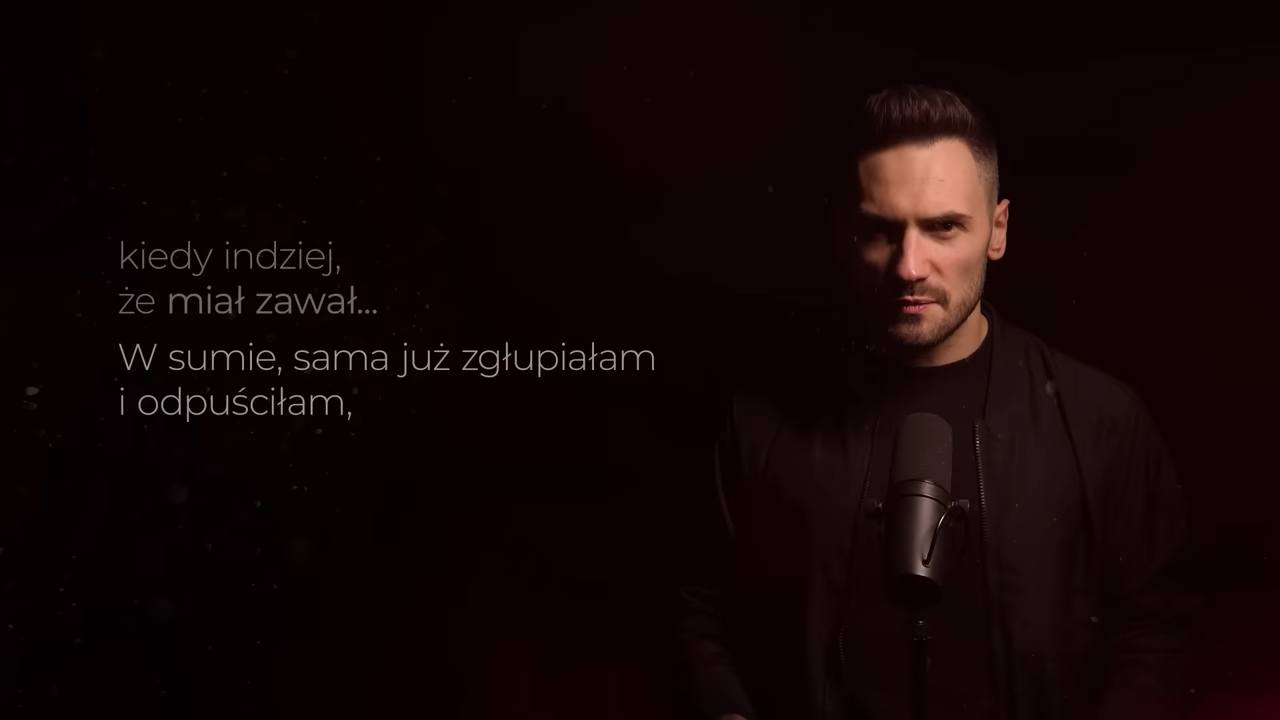 kiedy indziej,
że miał zawał...
W sumie, sama już zgłupiałam
i odpuściłam,